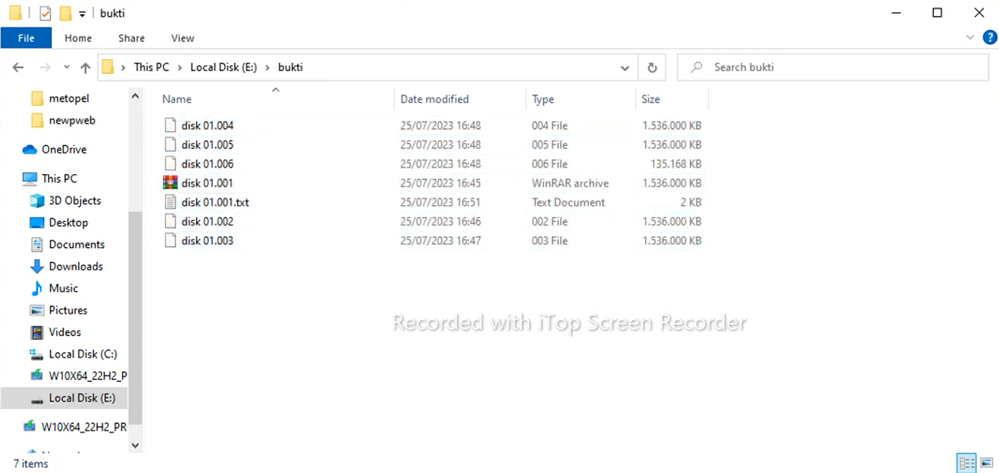 bukti
File Home Share View
This PC Local Disk (E:) bukti
Search bukti
metopel
newpweb
OneDrive
This PC
3D Objects
Desktop
Documents
Downloads
Music
Pictures
Videos
Local Disk (C:)
W10X64_22H2_P
Local Disk (E:)
W10X64_22H2_PR
Name Date modified Type Size
disk 01.004 25/07/2023 16:48 004 File 1.536.000 KB
disk 01.005 25/07/2023 16:48 005 File 1.536.000 KB
disk 01.006 25/07/2023 16:48 006 File 135.168 KB
disk 01.001 25/07/2023 16:45 WinRAR archive 1.536.000 KB
disk 01.001.txt 25/07/2023 16:51 Text Document 2 KB
disk 01.002 25/07/2023 16:46 002 File 1.536.000 KB
disk 01.003 25/07/2023 16:47 003 File 1.536.000 KB
Recorded with iTop Screen Recorder
7 items